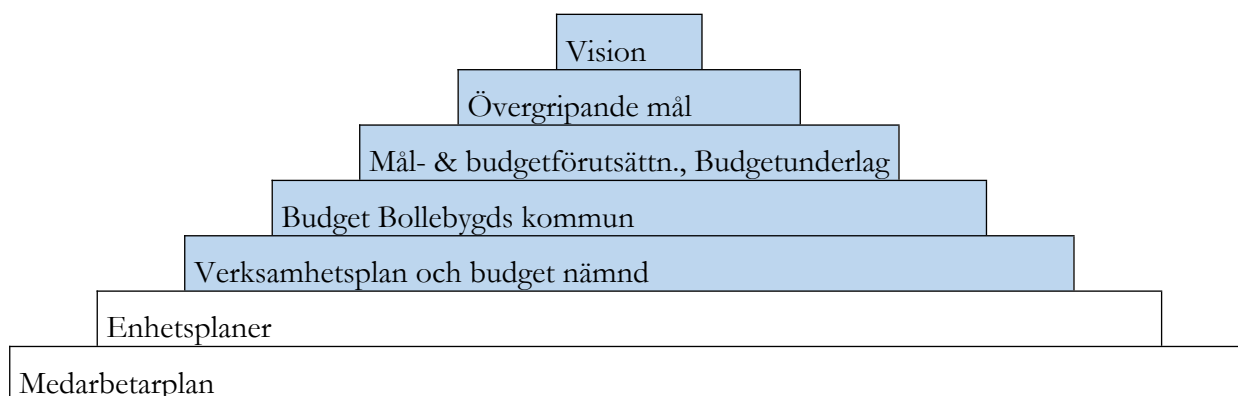 Vision
Övergripande mål
Mål- & budgetförutsättn., Budgetunderlag
Budget Bollebygds kommun
Verksamhetsplan och budget nämnd
Enhetsplaner
Medarbetarplan